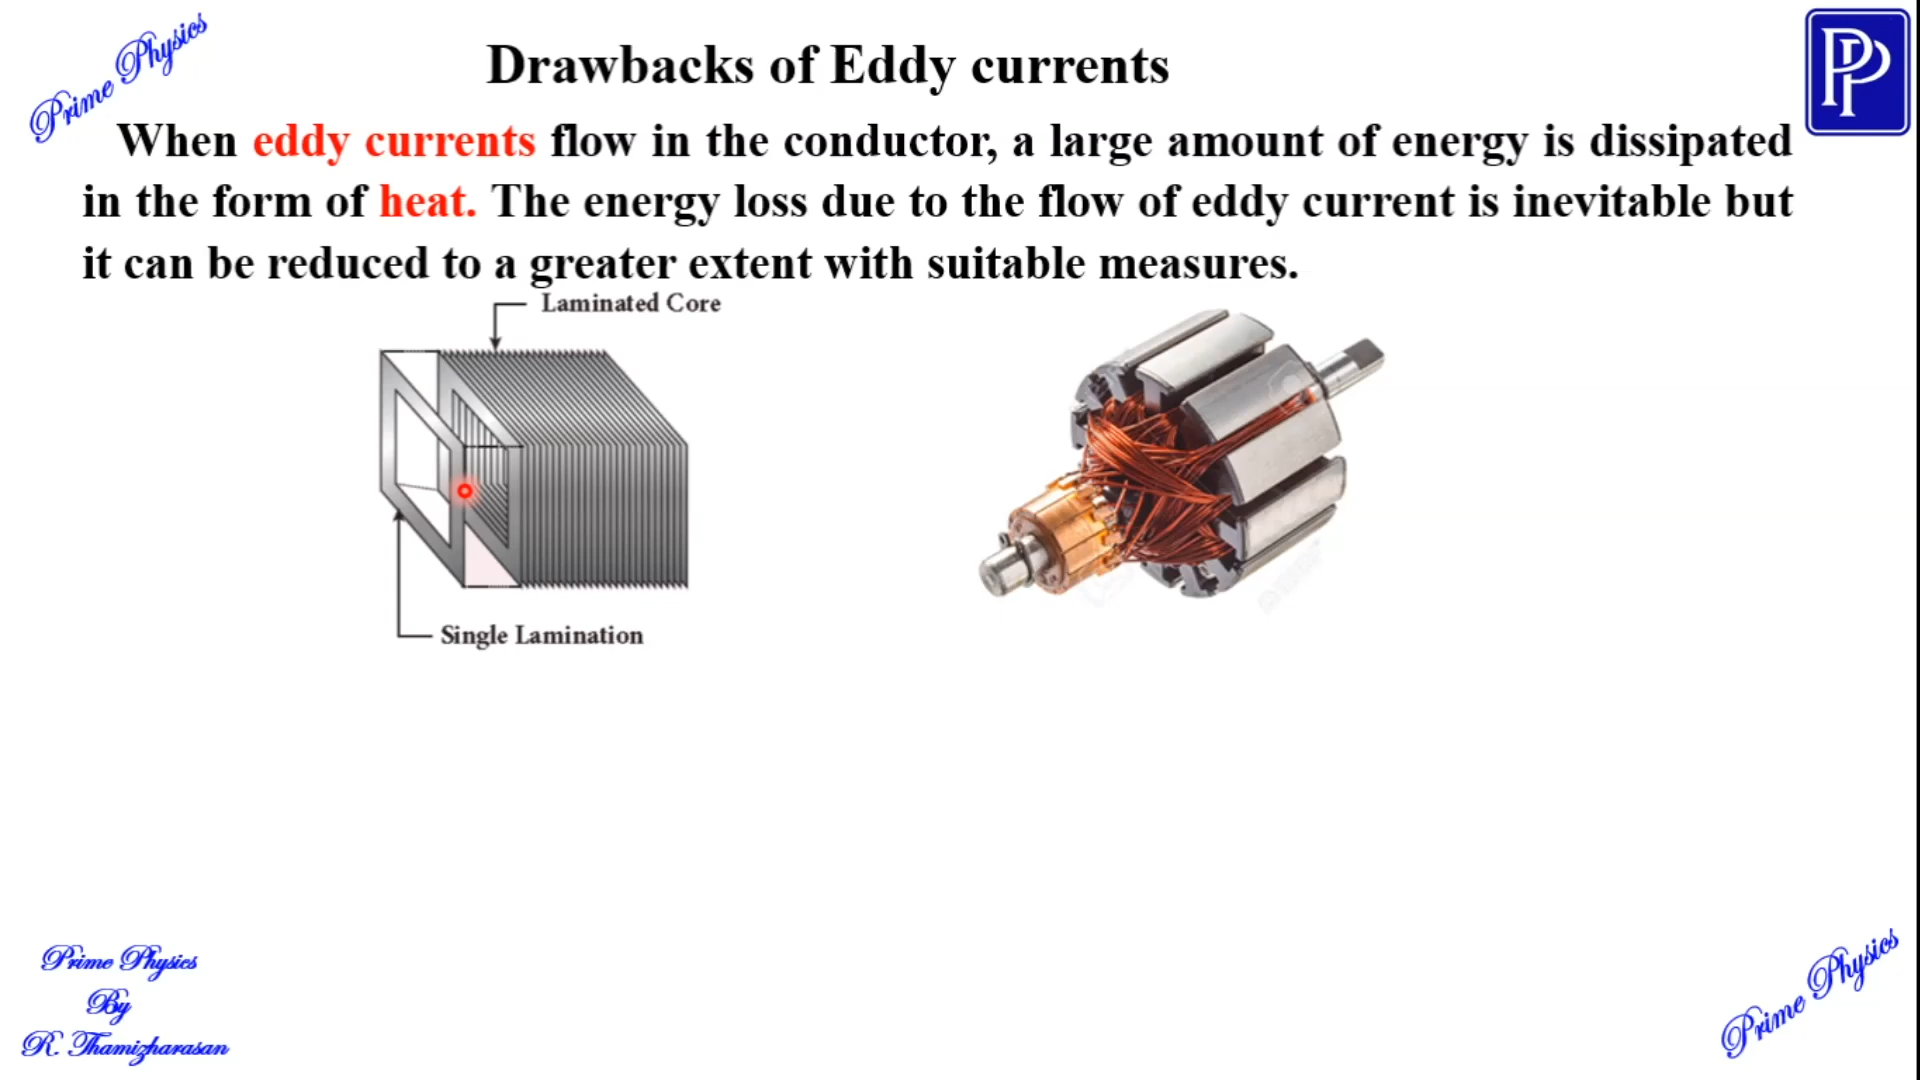 Prime Physics
Drawbacks of Eddy currents
PP
When eddy currents flow in the conductor, a large amount of energy is dissipated
in the form of heat. The energy loss due to the flow of eddy current is inevitable but
it can be reduced to a greater extent with suitable measures.
Laminated Core
Single Lamination
Prime Physics
By
R. Thamizharasan
Prime Physics